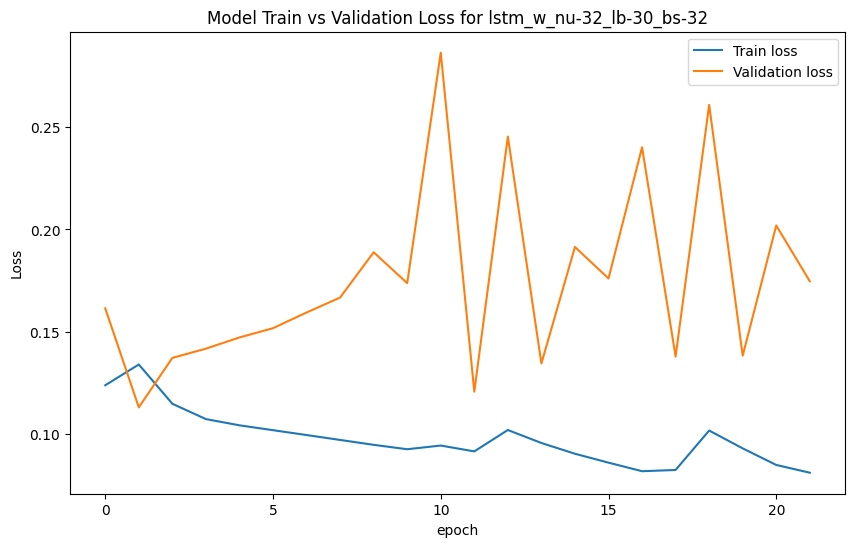 Model Train vs Validation Loss for lstm_w_nu-32_lb-30_bs-32
Train loss
Validation loss
0.25
0.20
0.15
0.10
Loss
0
5
10
15
20
epoch